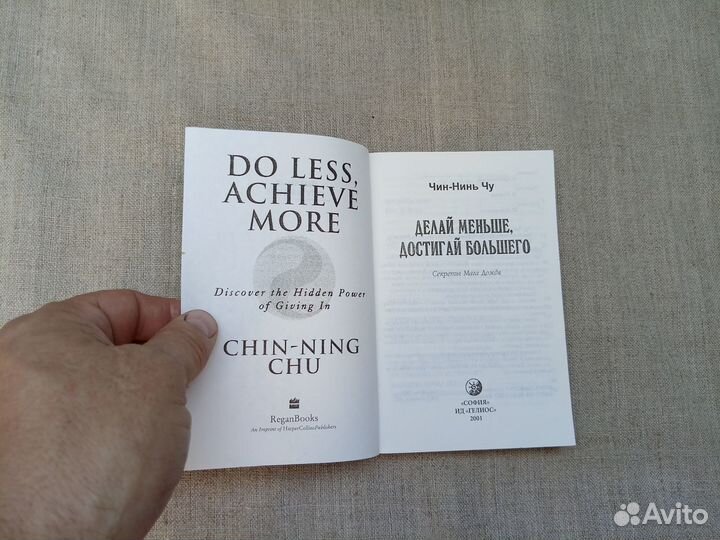 DO LESS,
ACHIEVE
MORE
Discover the Hidden Power
of Giving In
CHIN-NING
CHU
ReganBooks
An Imprint of HarperCollinsPublishers
Чин-Нинь Чу
ДЕЛАЙ МЕНЬШЕ,
ДОСТИГАЙ БОЛЬШЕГО
Секреты Мага Дождя
«СОФИЯ»
ИД «ГЕЛИОС»
2001
Avito